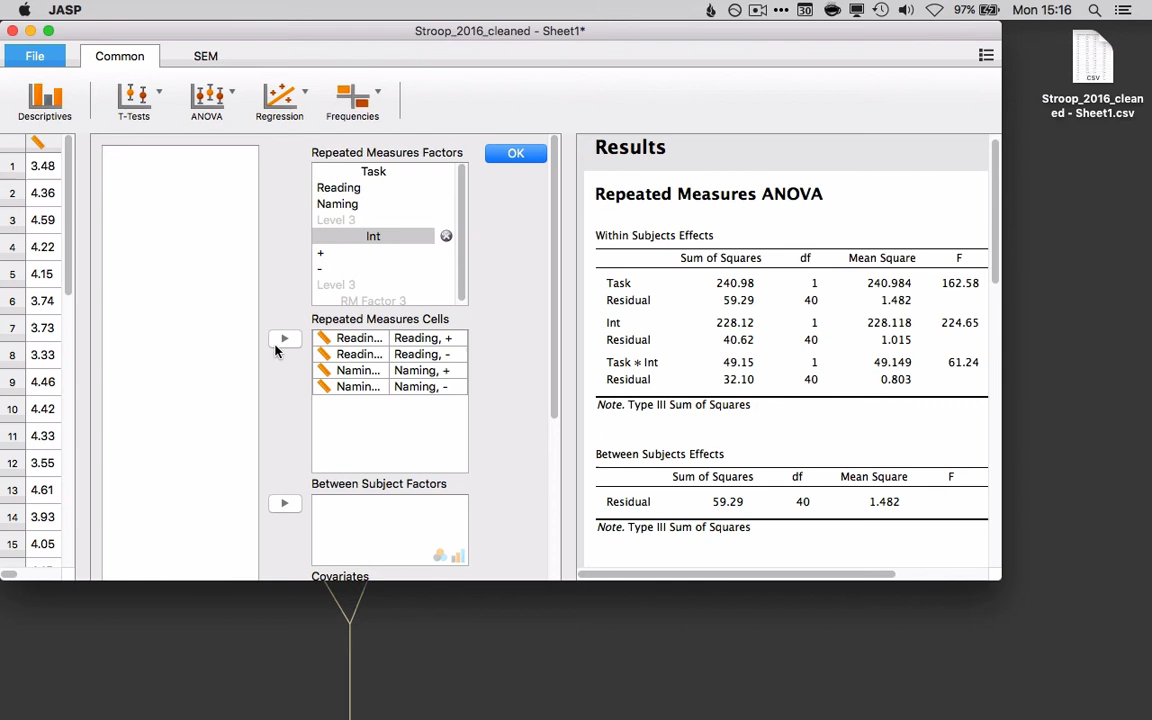 JASP 30 97% Mon 15:16
Stroop_2016_cleaned - Sheet1*
File Common SEM
Descriptives T-Tests ANOVA Regression Frequencies
CSV
Stroop_2016_clean
ed - Sheet1.csv
1 3.48
2 4.36
3 4.59
4 4.22
5 4.15
6 3.74
7 3.73
8 3.33
9 4.46
10 4.42
11 4.33
12 3.55
13 4.61
14 3.93
15 4.05
Repeated Measures Factors
OK
Task
Reading
Naming
Level 3
Int
+
-
Level 3
RM Factor 3
Repeated Measures Cells
Readin... Reading, +
Readin... Reading, -
Namin... Naming, +
Namin... Naming, -
Between Subject Factors
Covariates
Results
Repeated Measures ANOVA
Within Subjects Effects
Sum of Squares df Mean Square F
Task 240.98 1 240.984 162.58
Residual 59.29 40 1.482
Int 228.12 1 228.118 224.65
Residual 40.62 40 1.015
Task * Int 49.15 1 49.149 61.24
Residual 32.10 40 0.803
Note. Type III Sum of Squares
Between Subjects Effects
Sum of Squares df Mean Square F
Residual 59.29 40 1.482
Note. Type III Sum of Squares